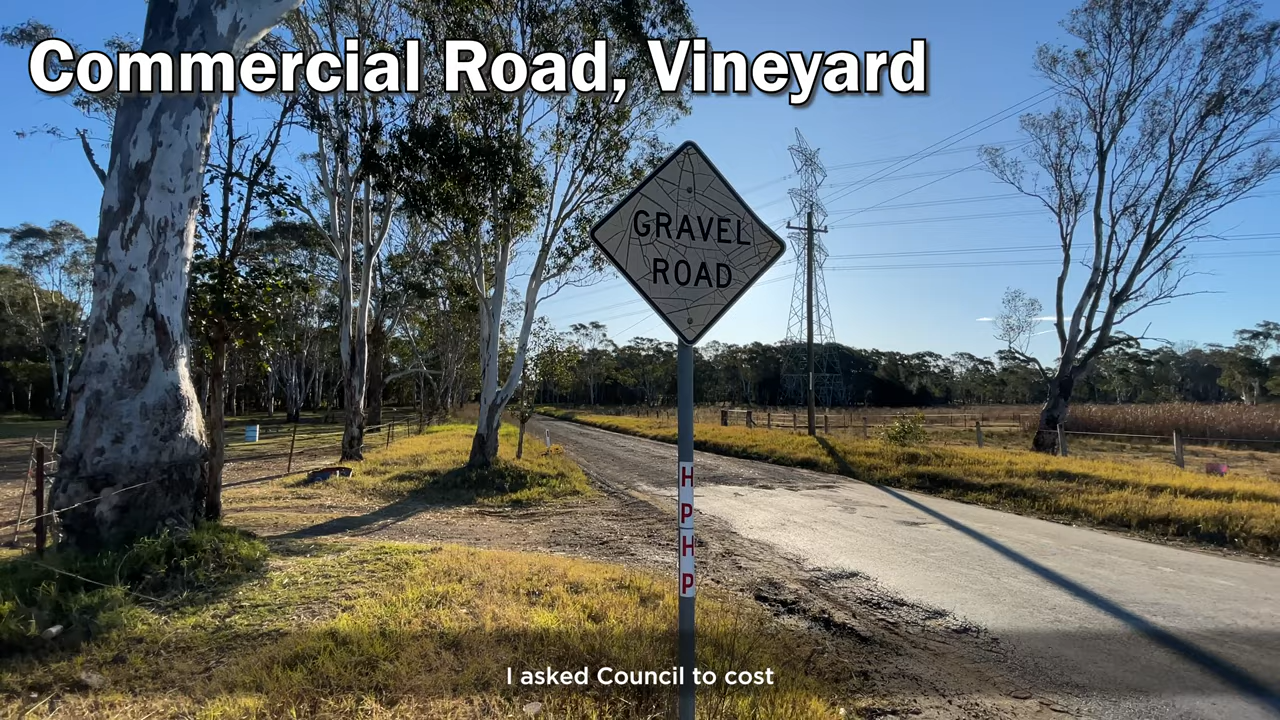 Commercial Road, Vineyard
GRAVEL
ROAD
H
P
H
P
I asked Council to cost